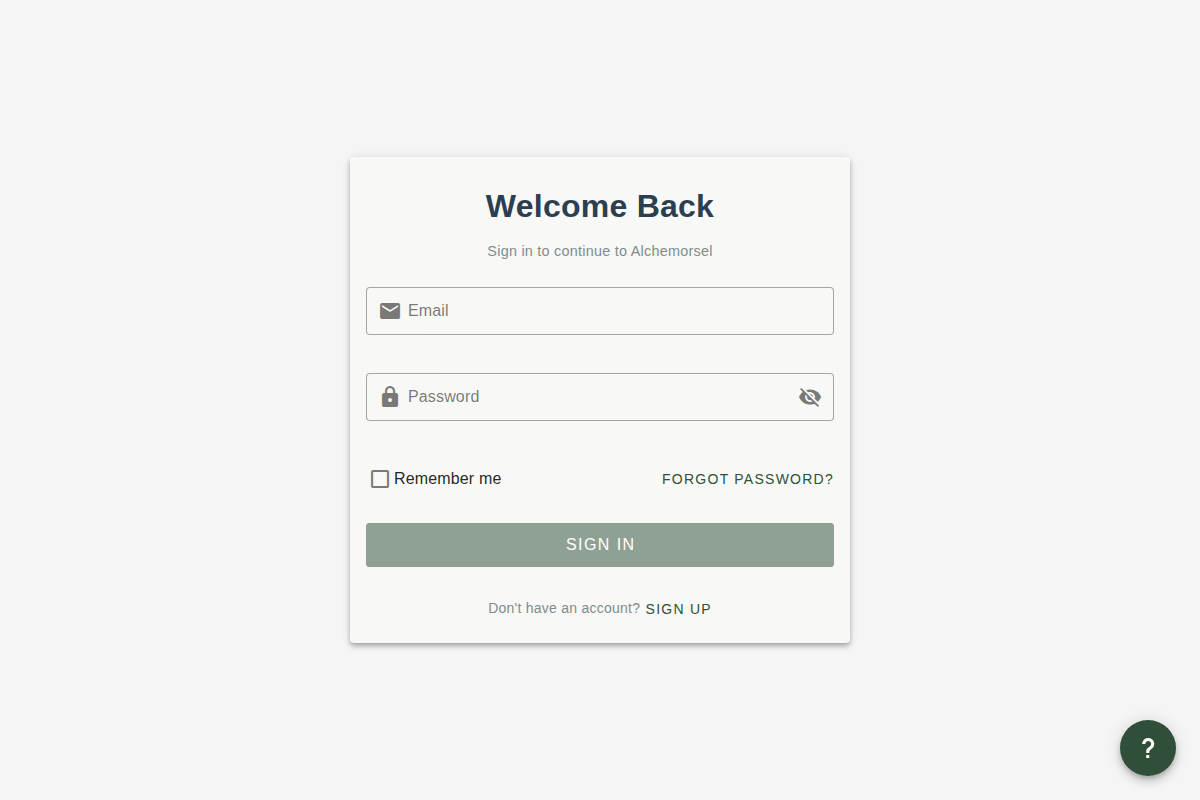 Welcome Back
Sign in to continue to Alchemorsel
Email
Password
Remember me FORGOT PASSWORD?
SIGN IN
Don't have an account? SIGN UP
?